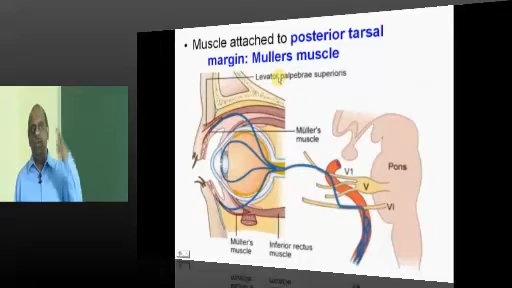 • Muscle attached to posterior tarsal
margin: Mullers muscle
Levator palpebrae superioris
Müller's
muscle
V1
Pons
V
VI
Müller's
muscle
Inferior rectus
muscle